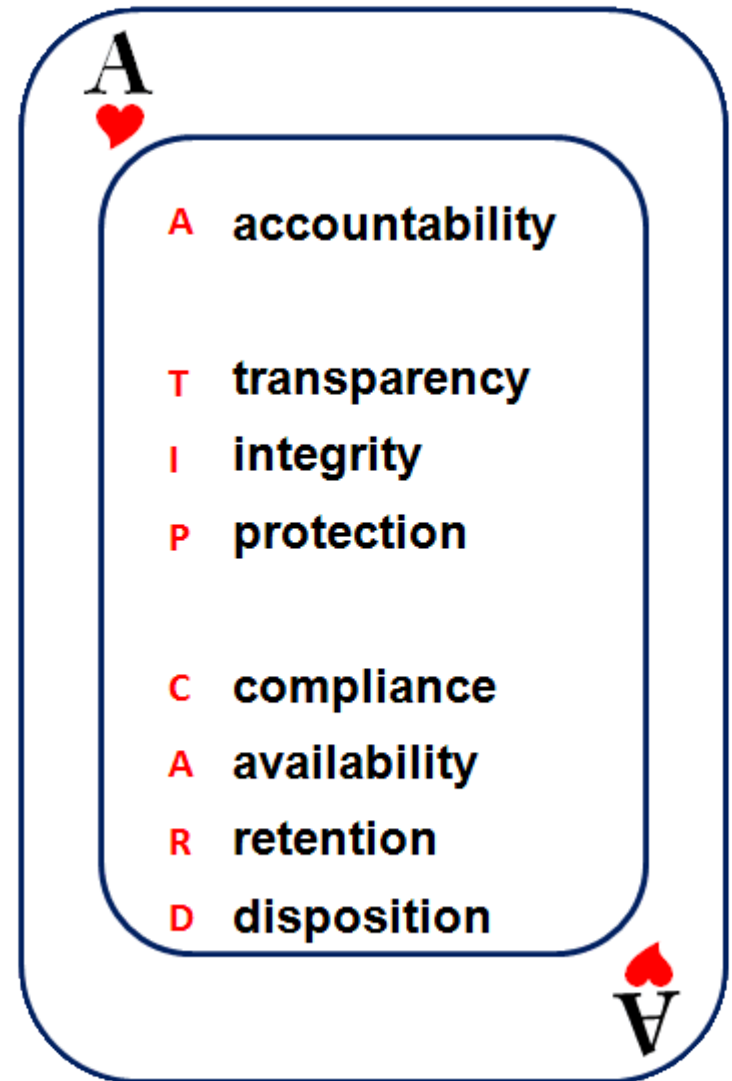 A
A accountability
T transparency
I integrity
P protection
C compliance
A availability
R retention
D disposition
A